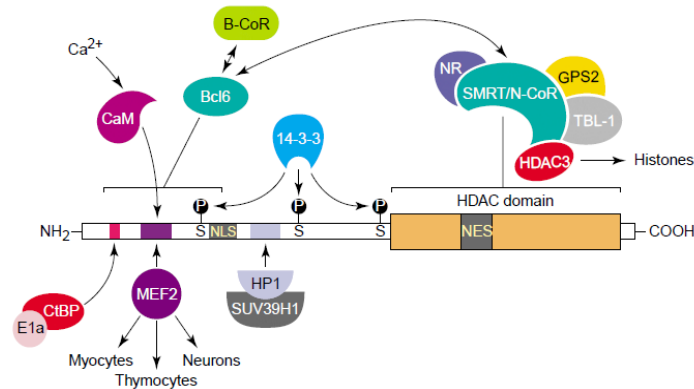 B-CoR
Ca2+
NR
GPS2
Bcl6
SMRT/N-CoR
CaM
TBL-1
14-3-3
HDAC3
Histones
HDAC domain
P
P
P
NH2
S
NLS
S
S
NES
COOH
HP1
CtBP
MEF2
SUV39H1
E1a
Myocytes
Neurons
Thymocytes